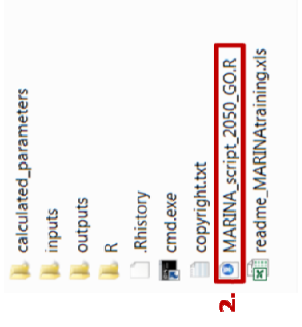 calculated_parameters
inputs
outputs
R
.Rhistory
cmd.exe
copyright.txt
2. MARINA_script_2050_GO.R
readme_MARINAtraining.xls